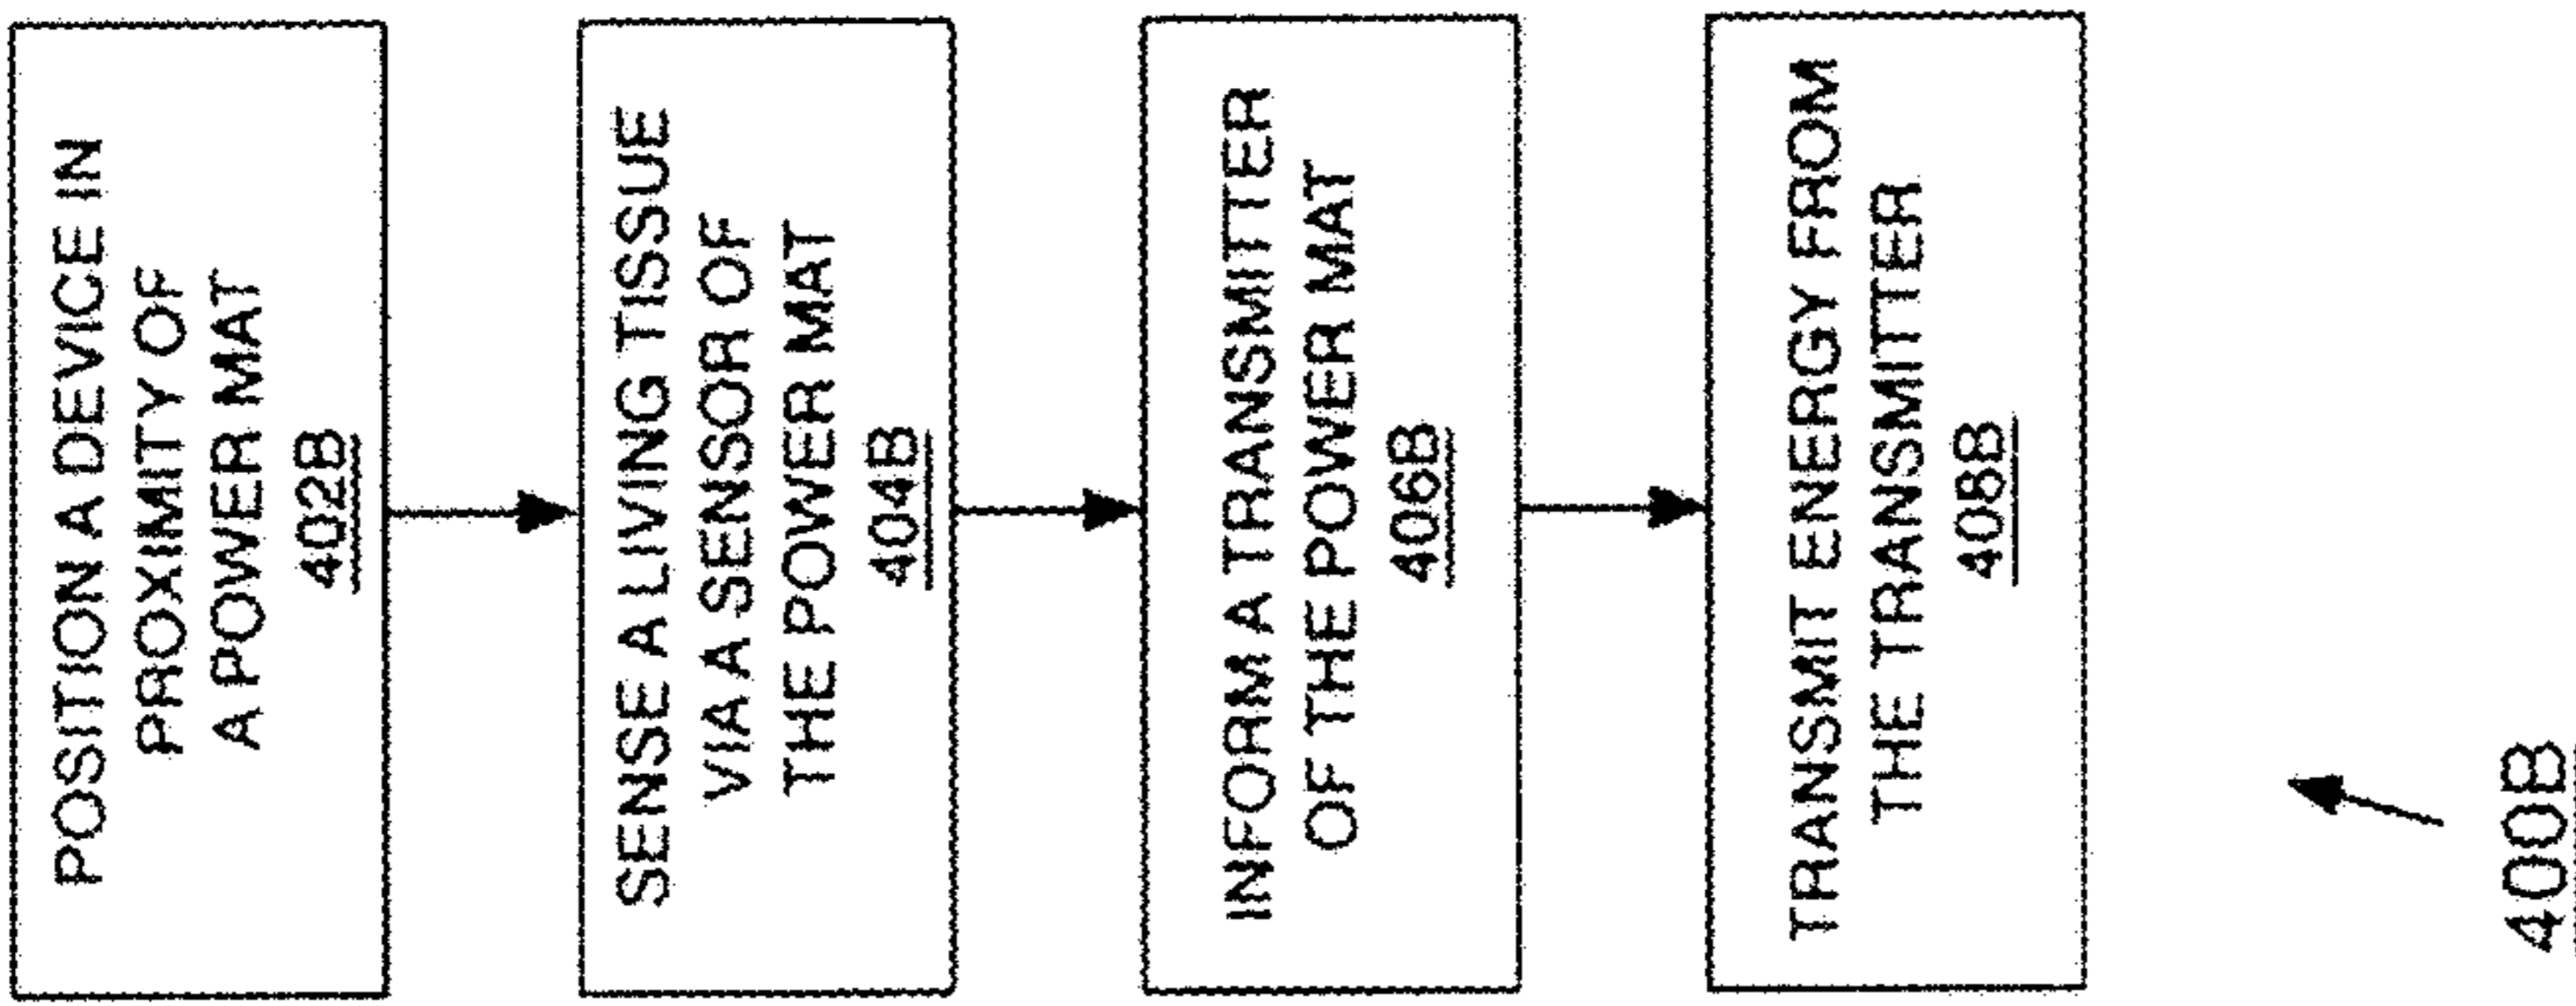 POSITION A DEVICE IN
PROXIMITY OF
A POWER MAT
402B
SENSE A LIVING TISSUE
VIA A SENSOR OF
THE POWER MAT
404B
INFORM A TRANSMITTER
OF THE POWER MAT
406B
TRANSMIT ENERGY FROM
THE TRANSMITTER
408B
400B